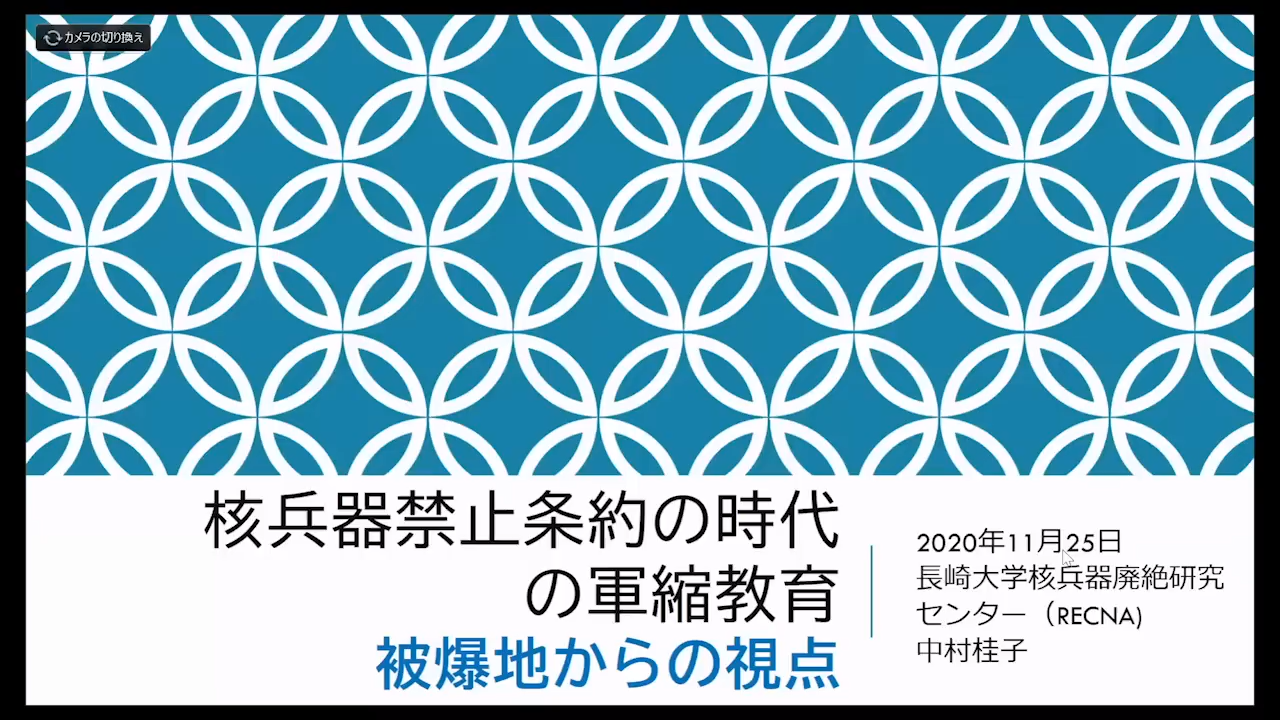 カメラの切り換え
核兵器禁止条約の時代
の軍縮教育
被爆地からの視点
2020年11月25日
長崎大学核兵器廃絶研究
センター（RECNA)
中村桂子